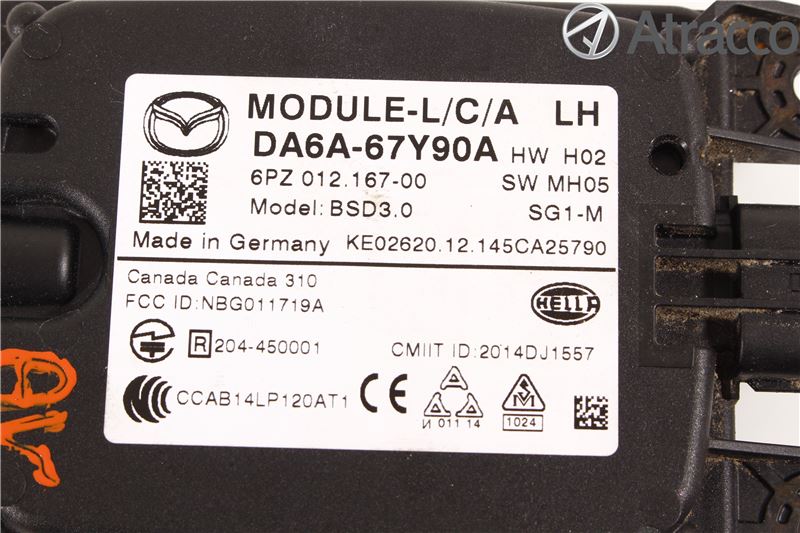 Atracco
MODULE-L/C/A LH
DA6A-67Y90A HW H02
6PZ 012.167-00 SW MH05
Model: BSD3.0 SG1-M
Made in Germany KE02620.12.145CA25790
Canada Canada 310
FCC ID:NBG011719A
HELLA
R 204-450001 CMIIT ID:2014DJ1557
CCAB14LP120AT1 CE
И 011 14
1024